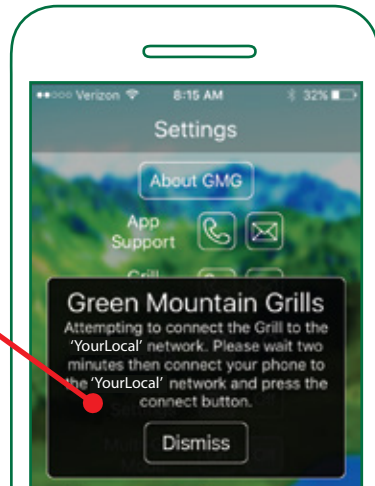 Verizon 8:15 AM 32%
Settings
About GMG
App
Support
Grill
Green Mountain Grills
Attempting to connect the Grill to the
'YourLocal' network. Please wait two
minutes then connect your phone to
the 'YourLocal' network and press the
connect button.
Dismiss